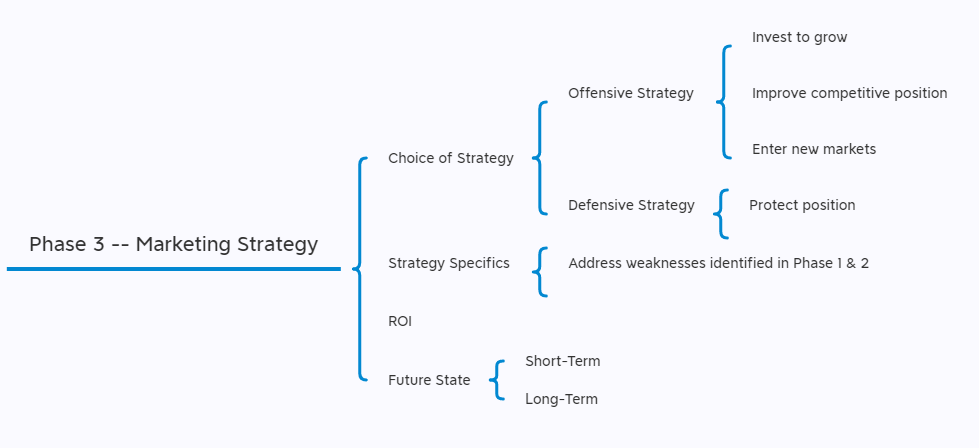 Phase 3 -- Marketing Strategy
Choice of Strategy
Offensive Strategy
Invest to grow
Improve competitive position
Enter new markets
Defensive Strategy
Protect position
Strategy Specifics
Address weaknesses identified in Phase 1 & 2
ROI
Future State
Short-Term
Long-Term